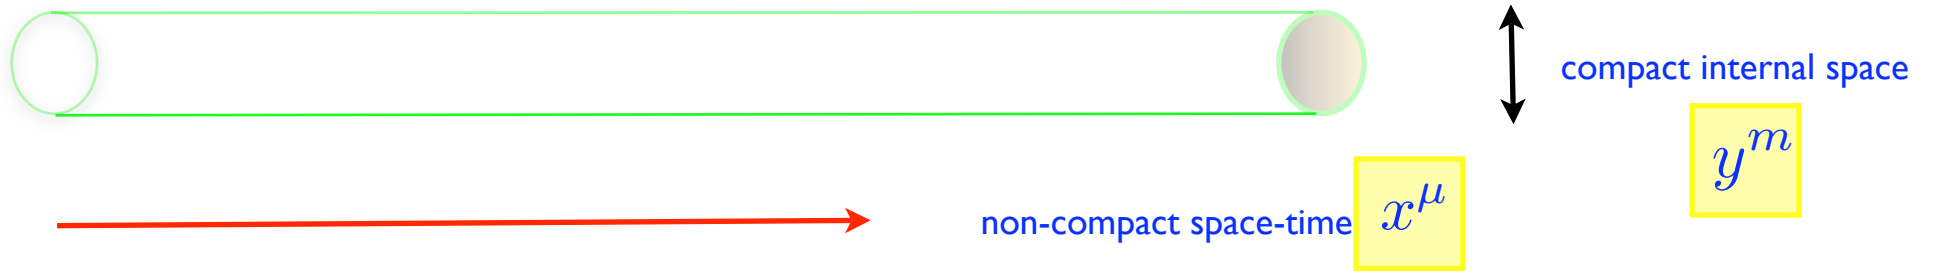 compact internal space
y^m
non-compact space-time x^μ